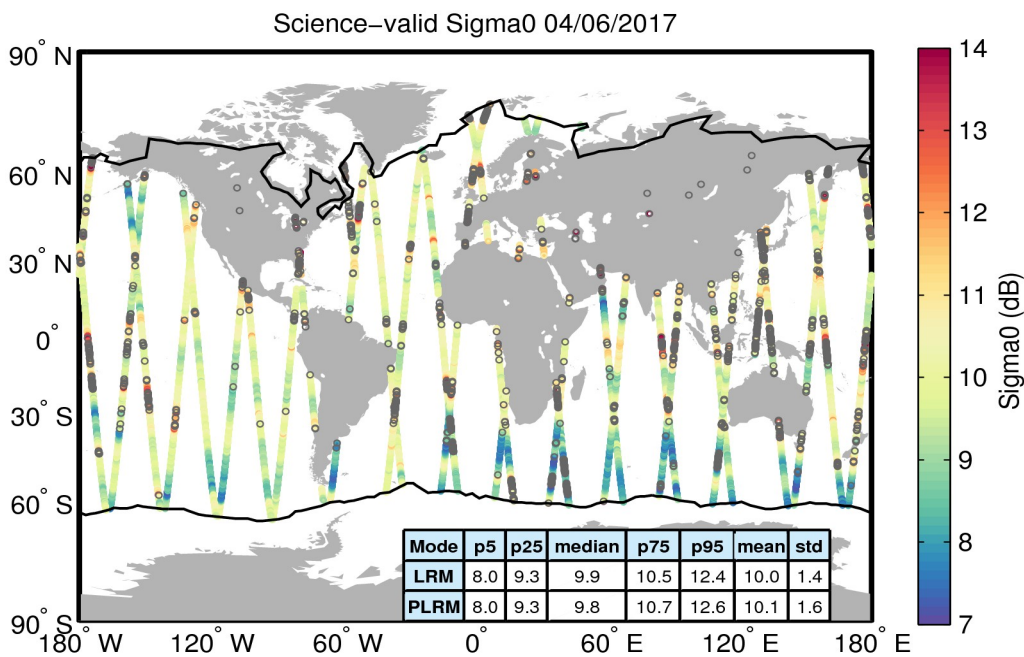 Science−valid Sigma0 04/06/2017
90° N
60° N
30° N
0°
30° S
60° S
90° S
180° W
120° W
60° W
0°
60° E
120° E
180° E
Mode p5 p25 median p75 p95 mean std
LRM 8.0 9.3 9.9 10.5 12.4 10.0 1.4
PLRM 8.0 9.3 9.8 10.7 12.6 10.1 1.6
14
13
12
11
10
9
8
7
Sigma0 (dB)